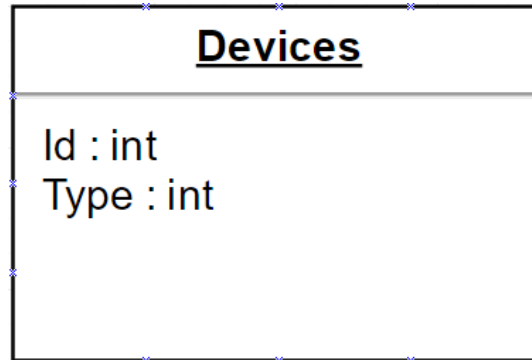 Devices
Id : int
Type : int